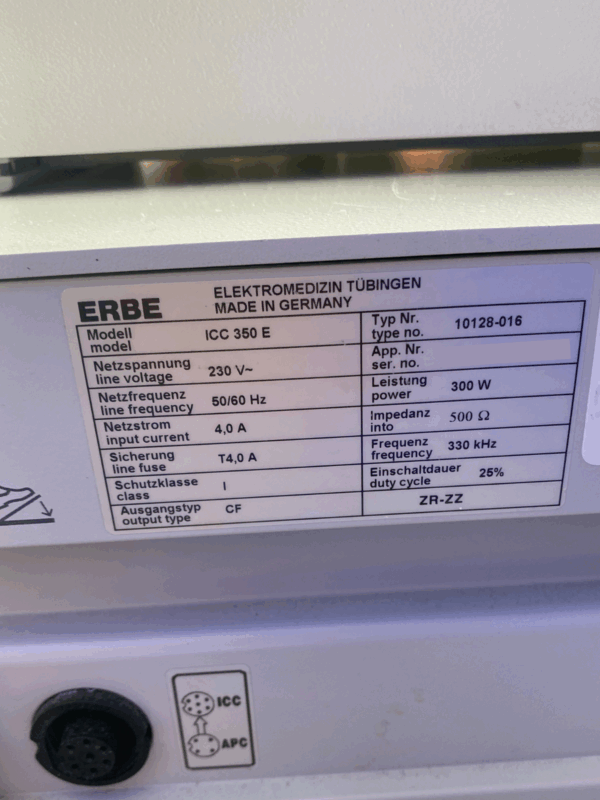 ERBE
ELEKTROMEDIZIN TÜBINGEN
MADE IN GERMANY
Modell
model
ICC 350 E
Netzspannung
line voltage
230 V~
Netzfrequenz
line frequency
50/60 Hz
Netzstrom
input current
4,0 A
Sicherung
line fuse
T4,0 A
Schutzklasse
class
I
Ausgangstyp
output type
CF
Typ Nr.
type no.
10128-016
App. Nr.
ser. no.
Leistung
power
300 W
Impedanz
into
500 Ω
Frequenz
frequency
330 kHz
Einschaltdauer
duty cycle
25%
ZR-ZZ
ICC
APC